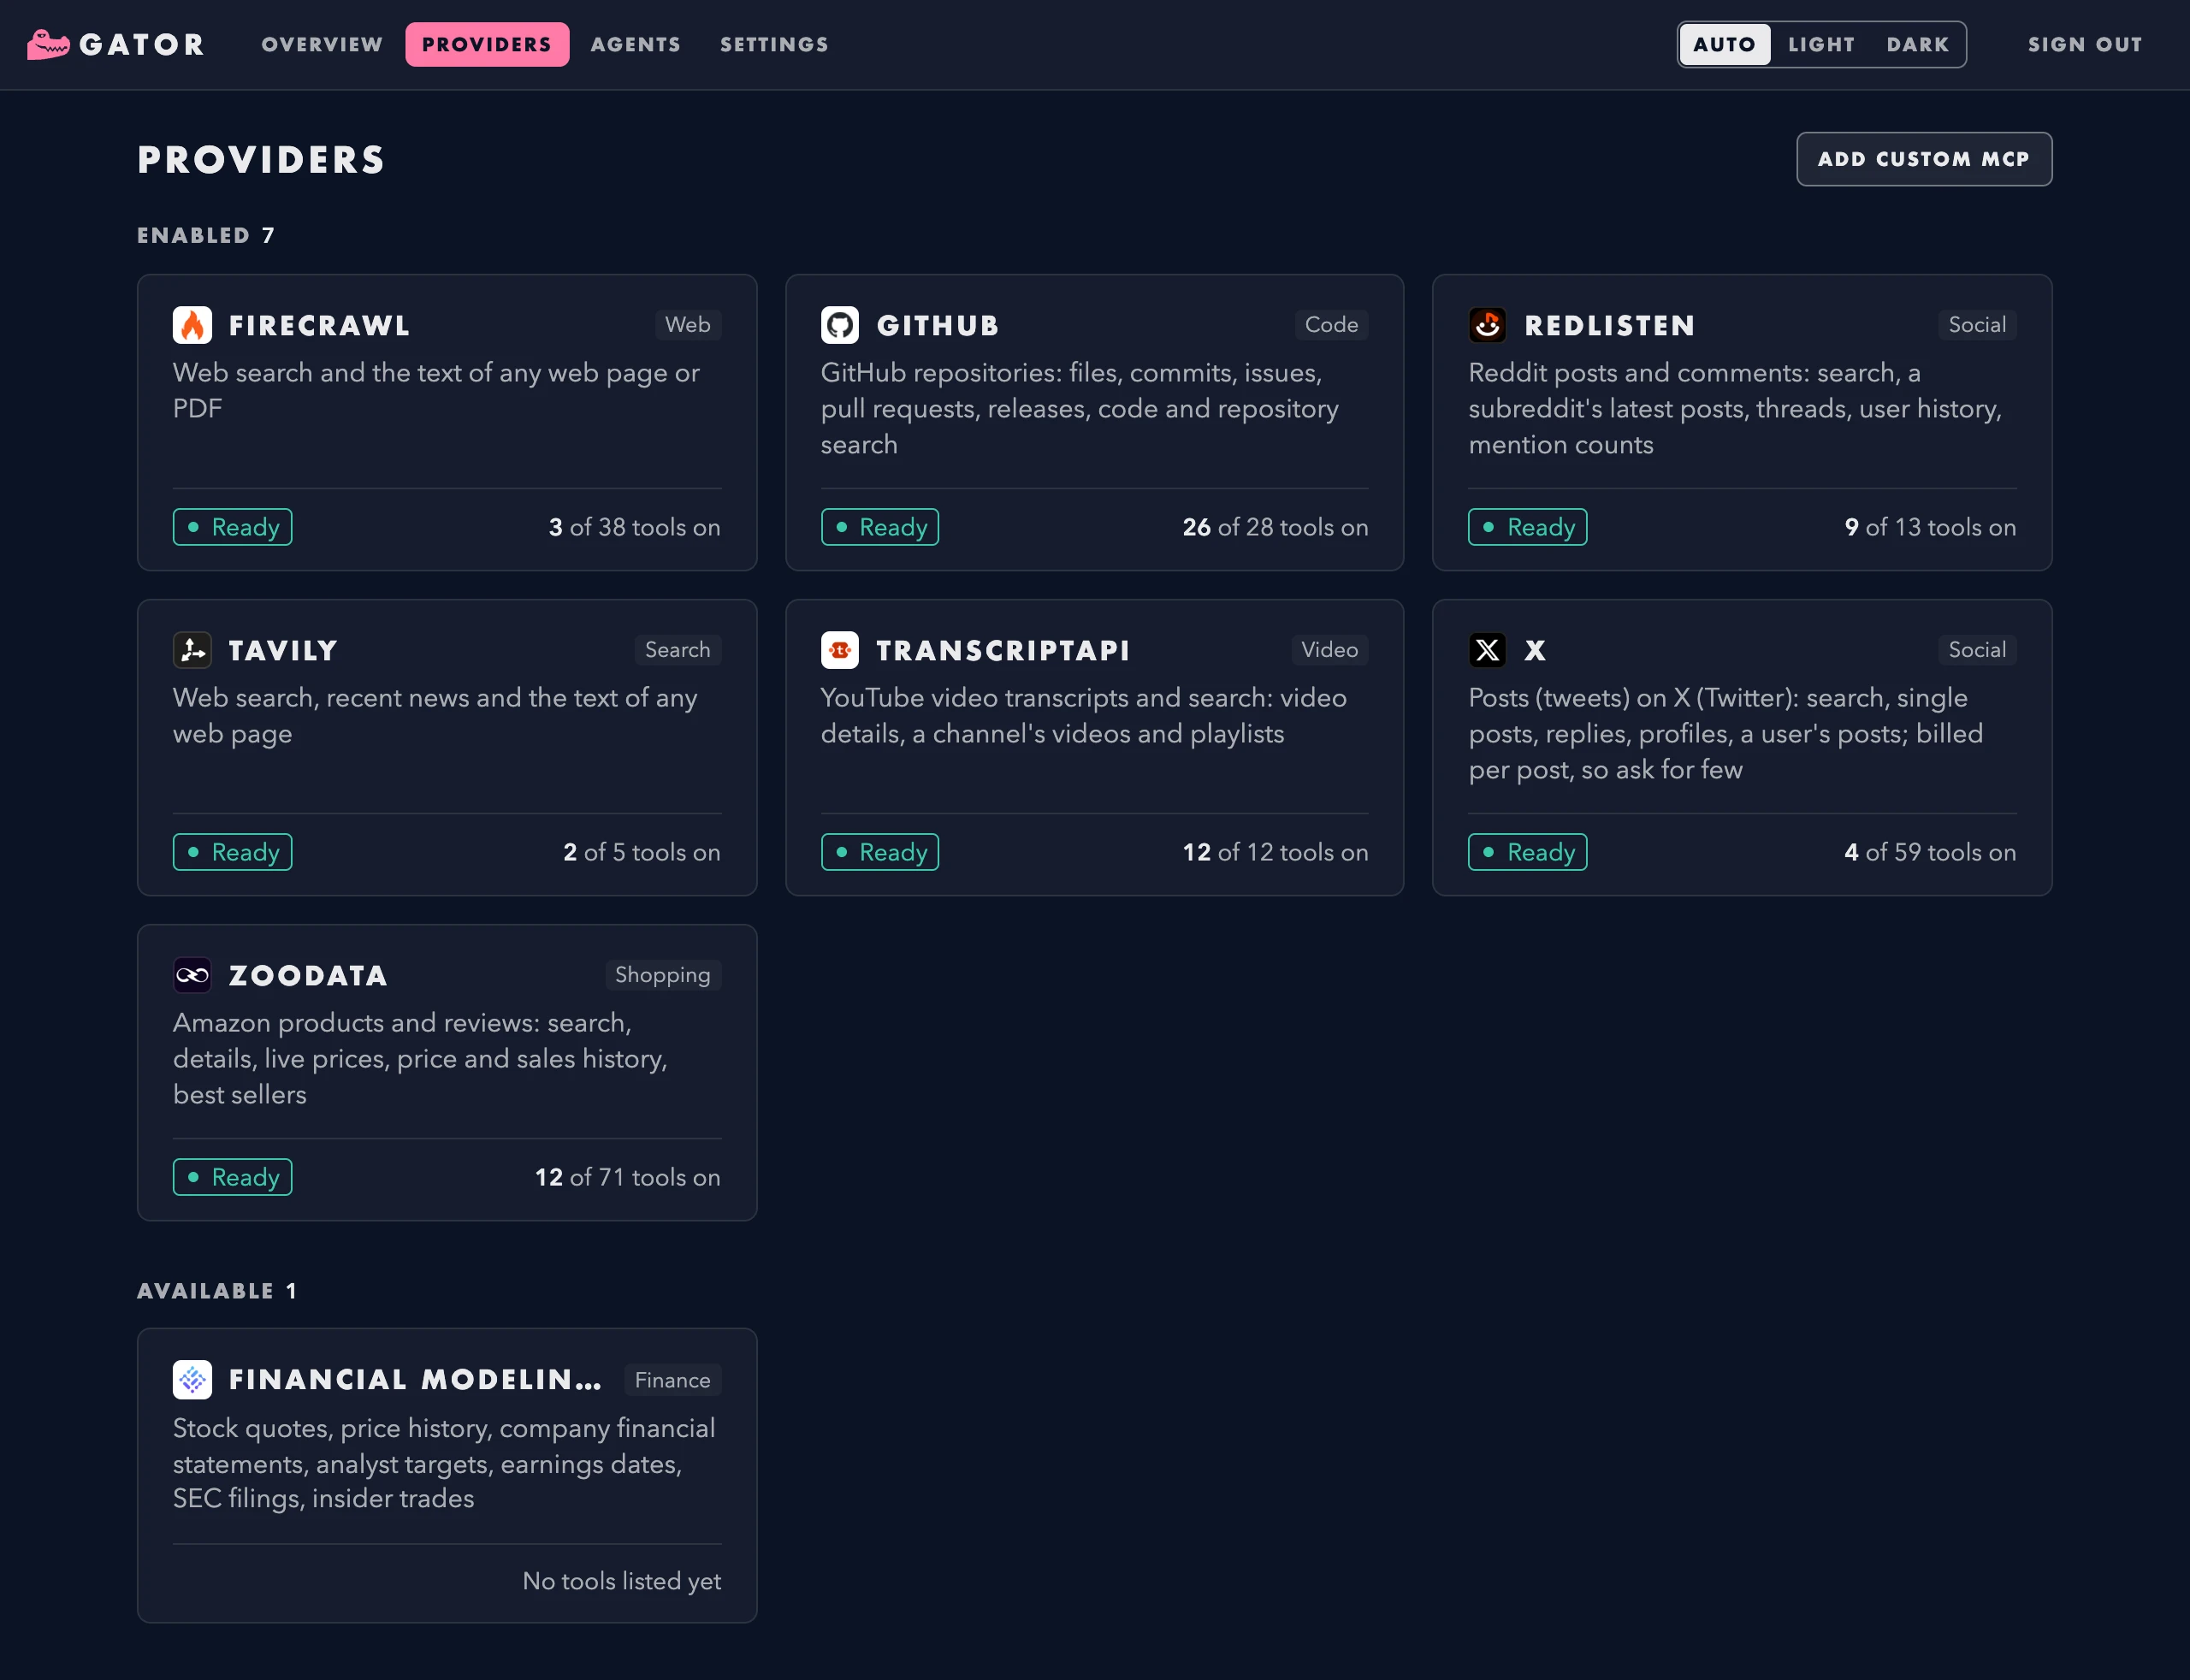 GATOR OVERVIEW PROVIDERS AGENTS SETTINGS AUTO LIGHT DARK SIGN OUT
PROVIDERS ADD CUSTOM MCP
ENABLED 7
FIRECRAWL Web
Web search and the text of any web page or
PDF
Ready 3 of 38 tools on
GITHUB Code
GitHub repositories: files, commits, issues,
pull requests, releases, code and repository
search
Ready 26 of 28 tools on
REDLISTEN Social
Reddit posts and comments: search, a
subreddit's latest posts, threads, user history,
mention counts
Ready 9 of 13 tools on
TAVILY Search
Web search, recent news and the text of any
web page
Ready 2 of 5 tools on
TRANSCRIPTAPI Video
YouTube video transcripts and search: video
details, a channel's videos and playlists
Ready 12 of 12 tools on
X Social
Posts (tweets) on X (Twitter): search, single
posts, replies, profiles, a user's posts; billed
per post, so ask for few
Ready 4 of 59 tools on
ZOODATA Shopping
Amazon products and reviews: search,
details, live prices, price and sales history,
best sellers
Ready 12 of 71 tools on
AVAILABLE 1
FINANCIAL MODELIN... Finance
Stock quotes, price history, company financial
statements, analyst targets, earnings dates,
SEC filings, insider trades
No tools listed yet